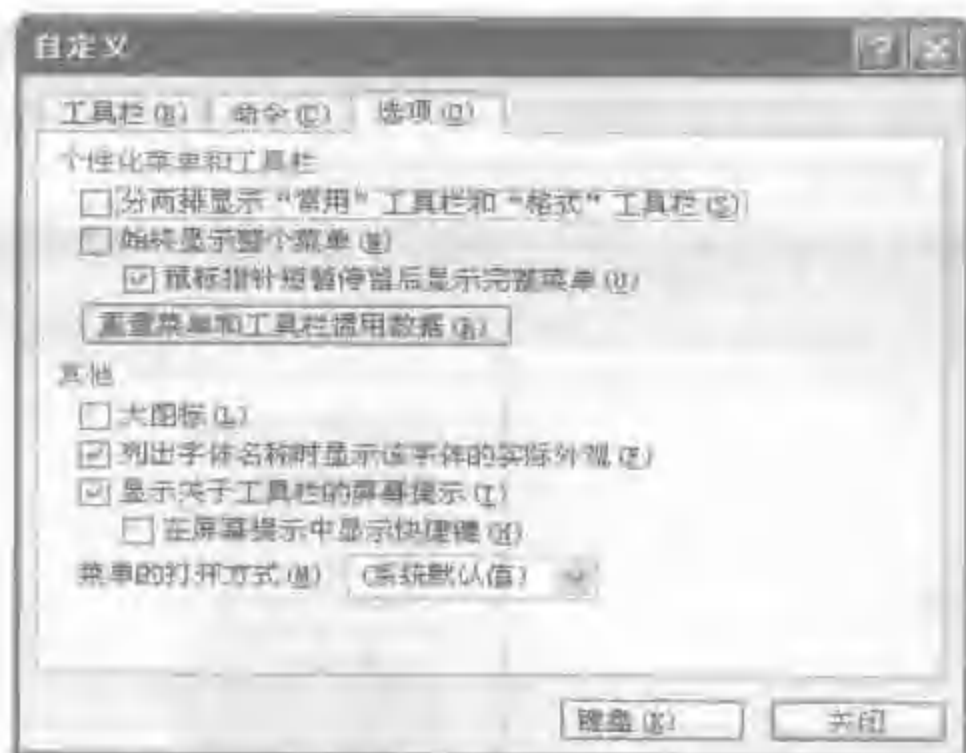 自定义
工具栏(B) 命令(C) 选项(O)
个性化菜单和工具栏
分两排显示“常用”工具栏和“格式”工具栏(S)
始终显示整个菜单(N)
鼠标指针短暂停留后显示完整菜单(U)
重置菜单和工具栏惯用数据(R)
其他
大图标(L)
列出字体名称时显示该字体的实际外观(F)
显示关于工具栏的屏幕提示(T)
在屏幕提示中显示快捷键(H)
菜单的打开方式(M) (系统默认值)
键盘(K) 关闭